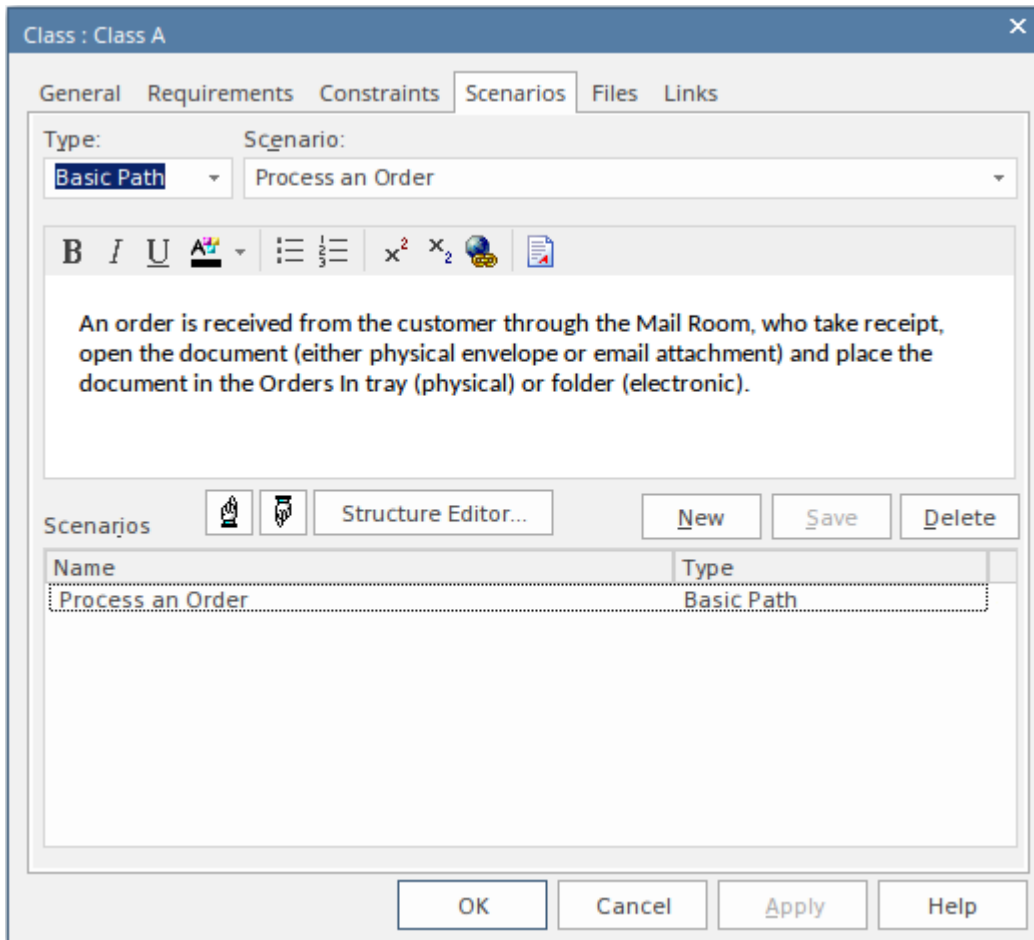 Class : Class A
General Requirements Constraints Scenarios Files Links
Type: Scenario:
Basic Path Process an Order
B I U A x² x₂
An order is received from the customer through the Mail Room, who take receipt,
open the document (either physical envelope or email attachment) and place the
document in the Orders In tray (physical) or folder (electronic).
Scenarios Structure Editor... New Save Delete
Name Type
Process an Order Basic Path
OK Cancel Apply Help